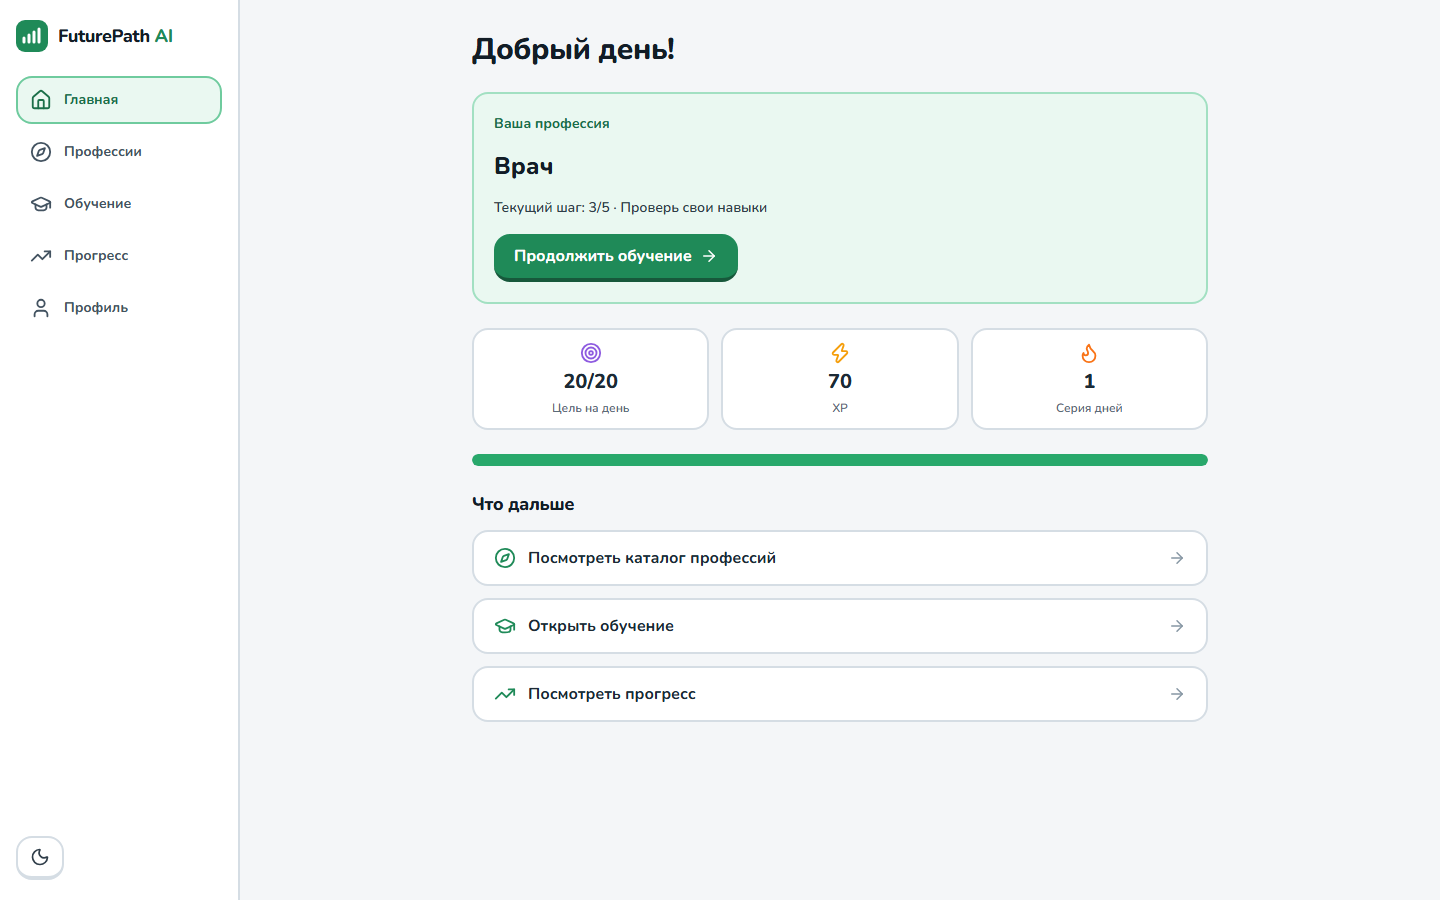 FuturePath AI
Главная
Профессии
Обучение
Прогресс
Профиль
Добрый день!
Ваша профессия
Врач
Текущий шаг: 3/5 · Проверь свои навыки
Продолжить обучение
20/20
Цель на день
70
XP
1
Серия дней
Что дальше
Посмотреть каталог профессий
Открыть обучение
Посмотреть прогресс